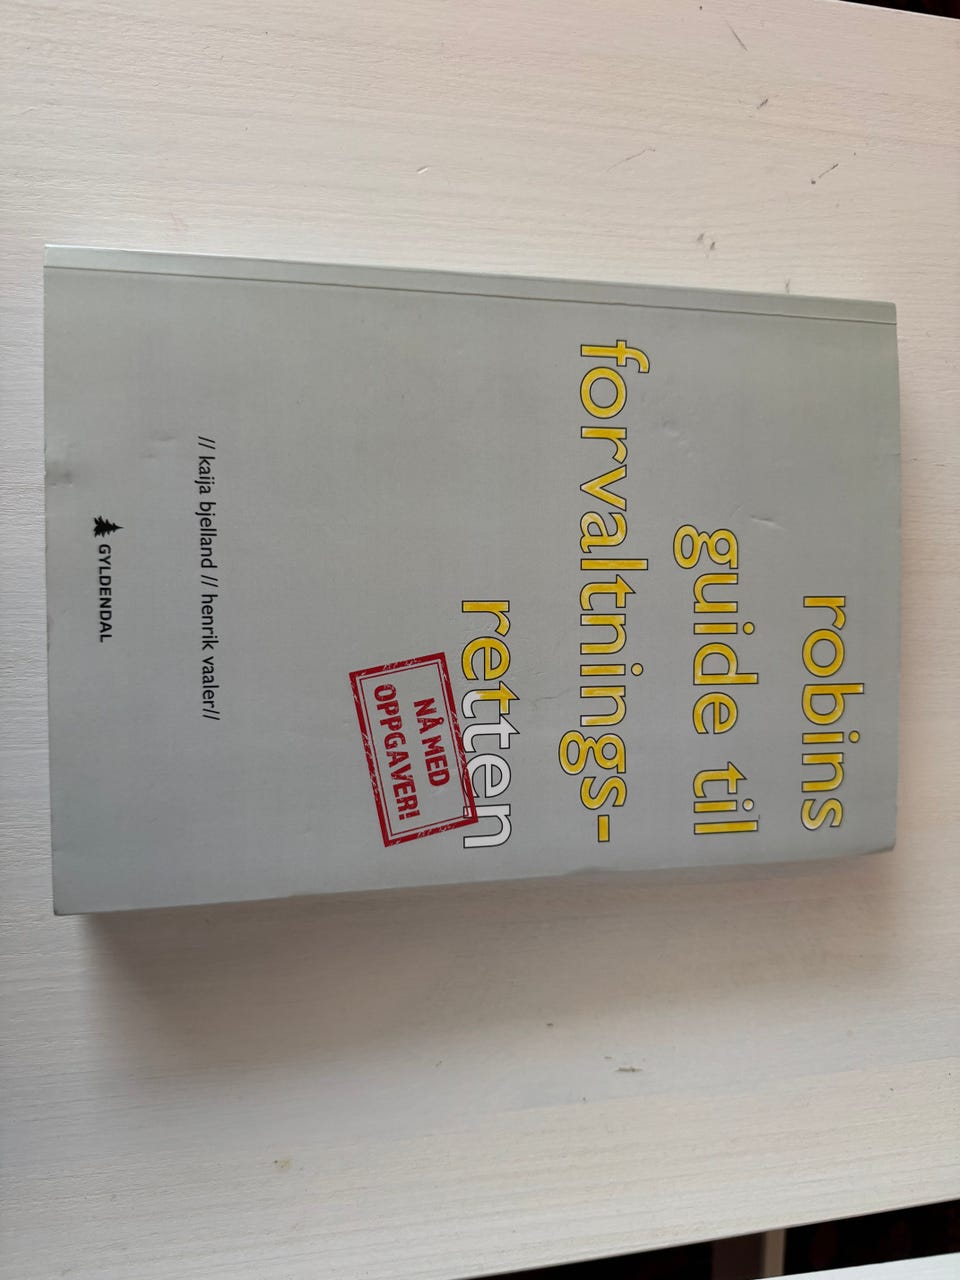 robins
guide til
forvaltnings-
retten
NÅ MED
OPPGAVER!
// kaija bjelland // henrik vaaler//
GYLDENDAL